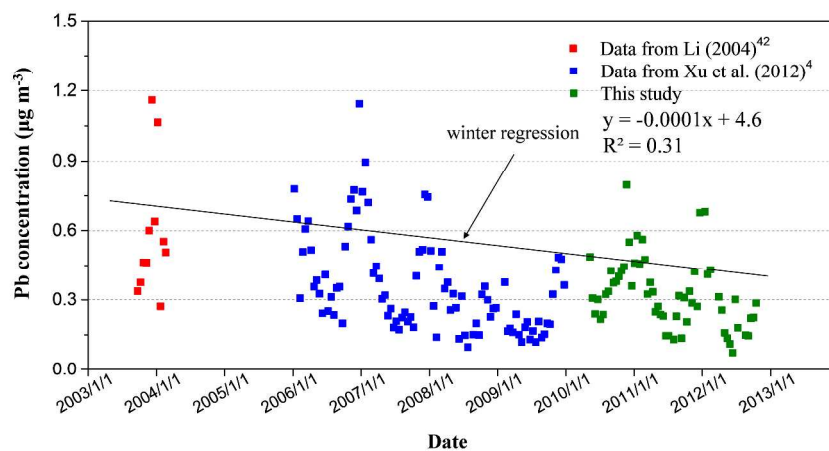 1.5
1.2
0.9
0.6
0.3
0.0
Pb concentration (µg m⁻³)
Data from Li (2004)⁴²
Data from Xu et al. (2012)⁴
This study
y = -0.0001x + 4.6
R² = 0.31
winter regression
2003/1/1
2004/1/1
2005/1/1
2006/1/1
2007/1/1
2008/1/1
2009/1/1
2010/1/1
2011/1/1
2012/1/1
2013/1/1
Date